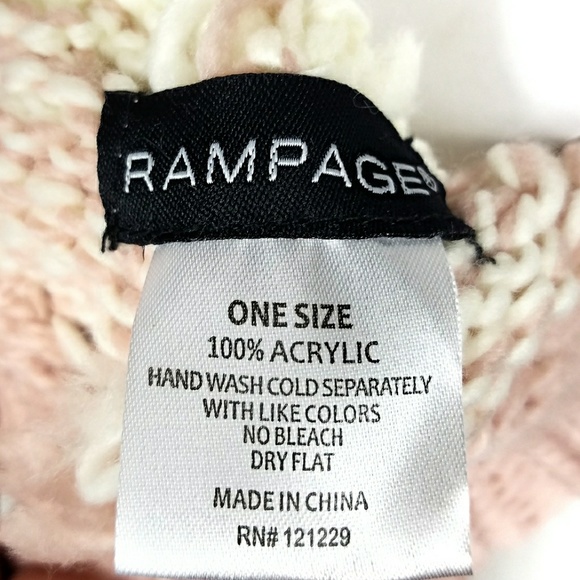 RAMPAGE®
ONE SIZE
100% ACRYLIC
HAND WASH COLD SEPARATELY
WITH LIKE COLORS
NO BLEACH
DRY FLAT
MADE IN CHINA
RN# 121229